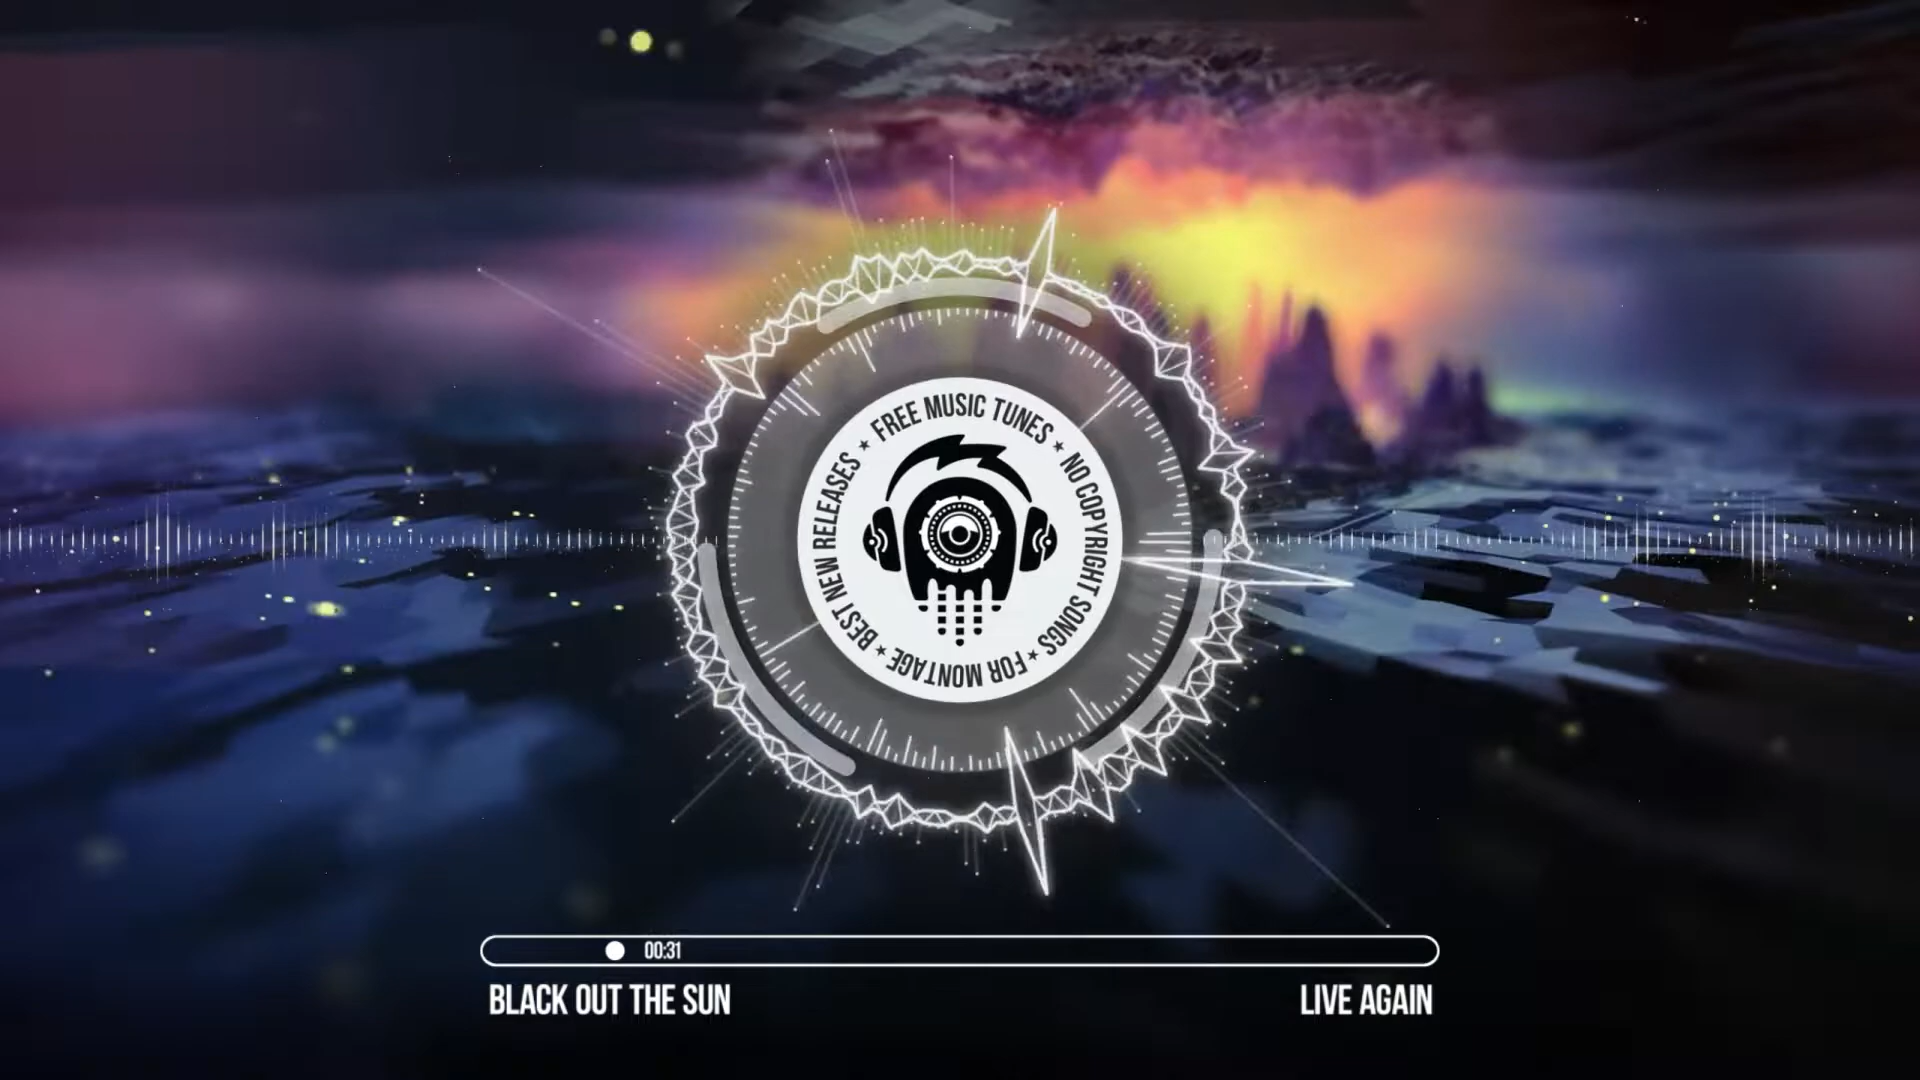 ★ FREE MUSIC TUNES ★ NO COPYRIGHT SONGS ★ FOR MONTAGE ★ BEST NEW RELEASES
00:31
BLACK OUT THE SUN
LIVE AGAIN